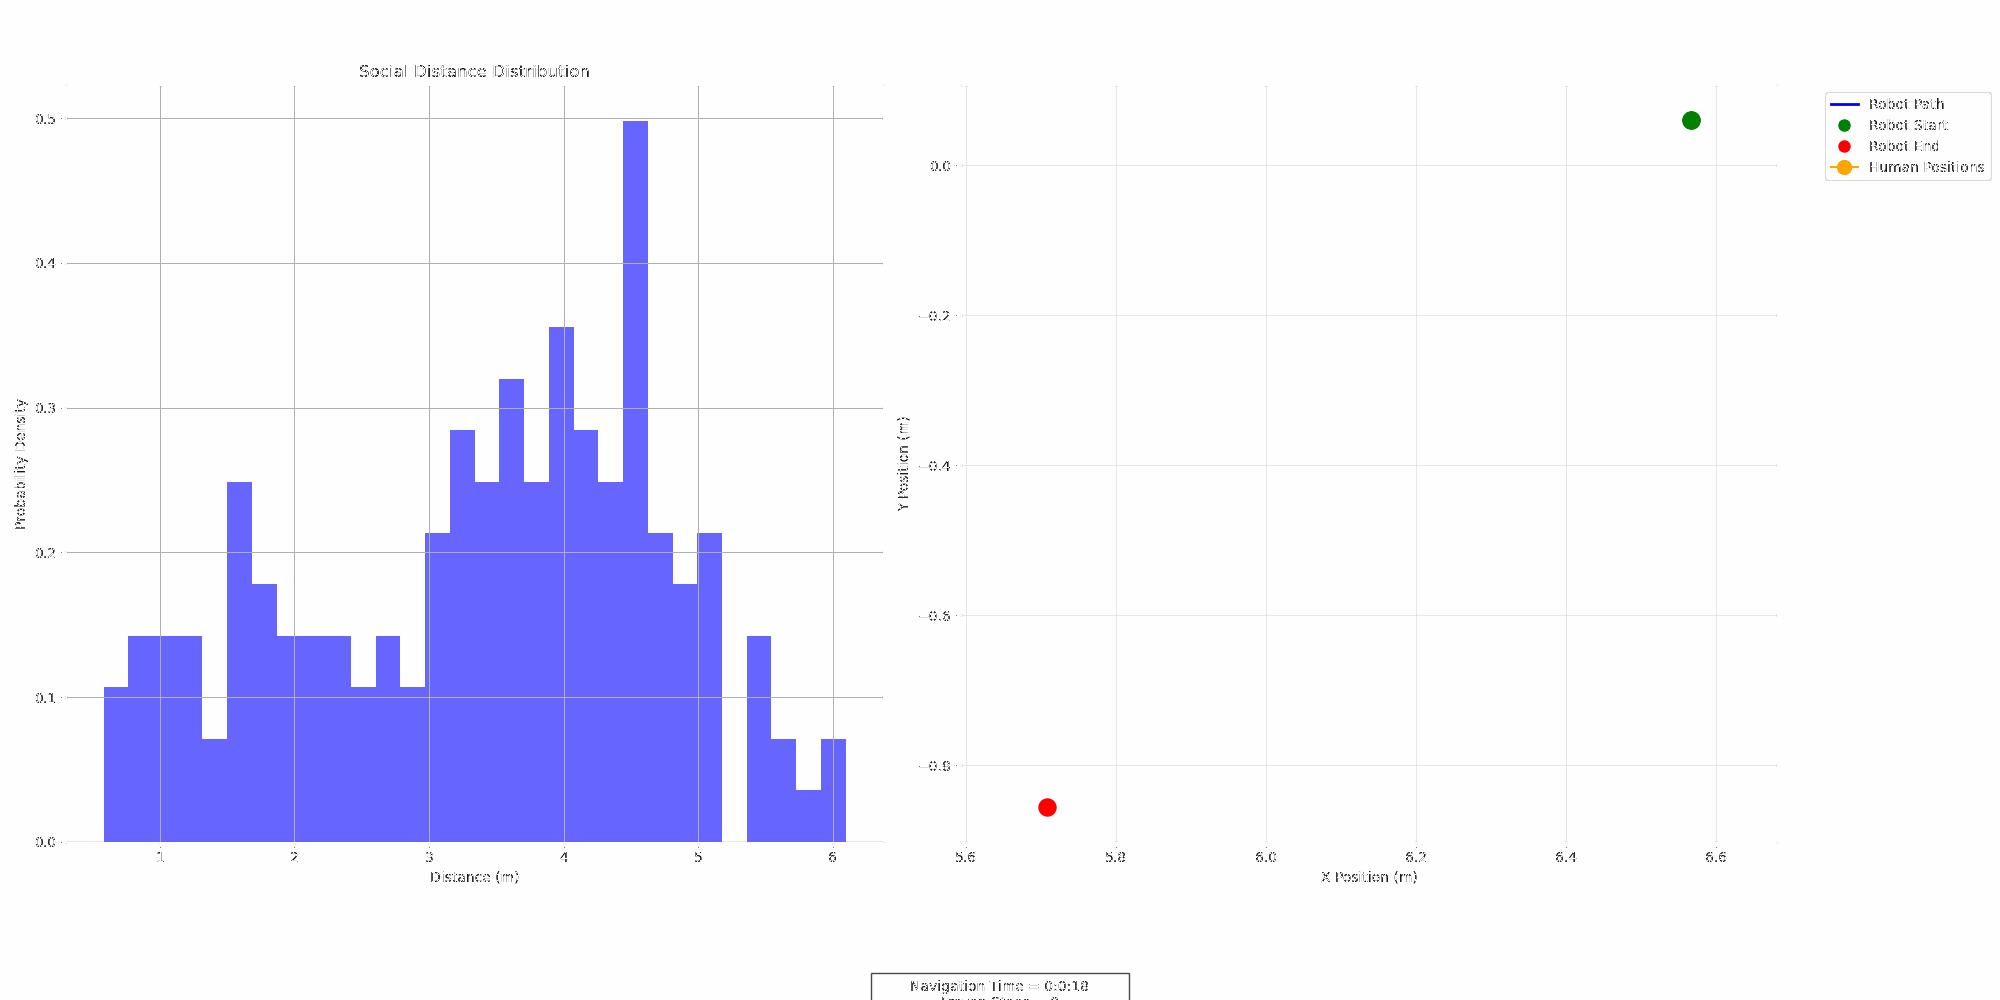 Social Distance Distribution
0.5
0.4
0.3
0.2
0.1
0.0
Probability Density
1 2 3 4 5 6
Distance (m)
0.0
−0.2
−0.4
−0.6
−0.8
Y Position (m)
5.6 5.8 6.0 6.2 6.4 6.6
X Position (m)
Robot Path
Robot Start
Robot End
Human Positions
Navigation Time = 0:0:18